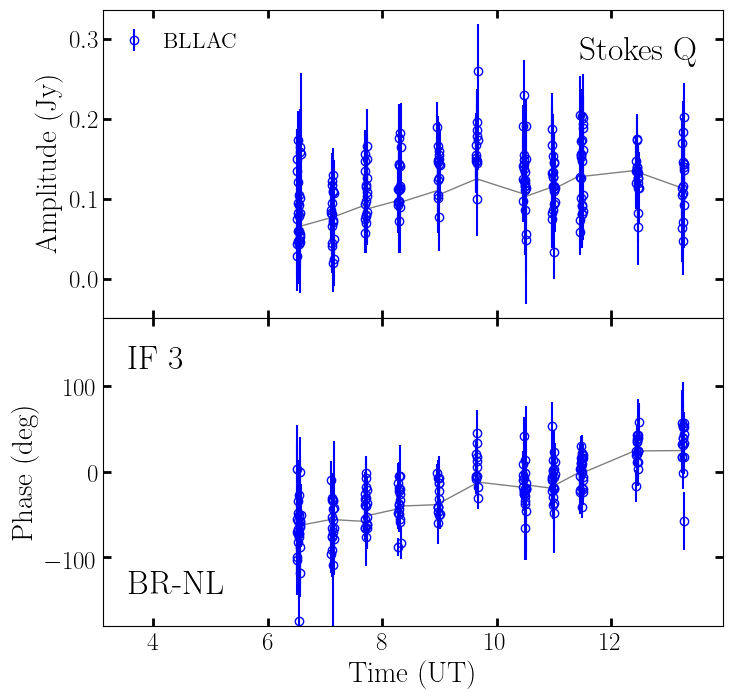 BLLAC
Stokes Q
Amplitude (Jy)
0.3
0.2
0.1
0.0
IF 3
BR-NL
Phase (deg)
100
0
−100
4 6 8 10 12
Time (UT)